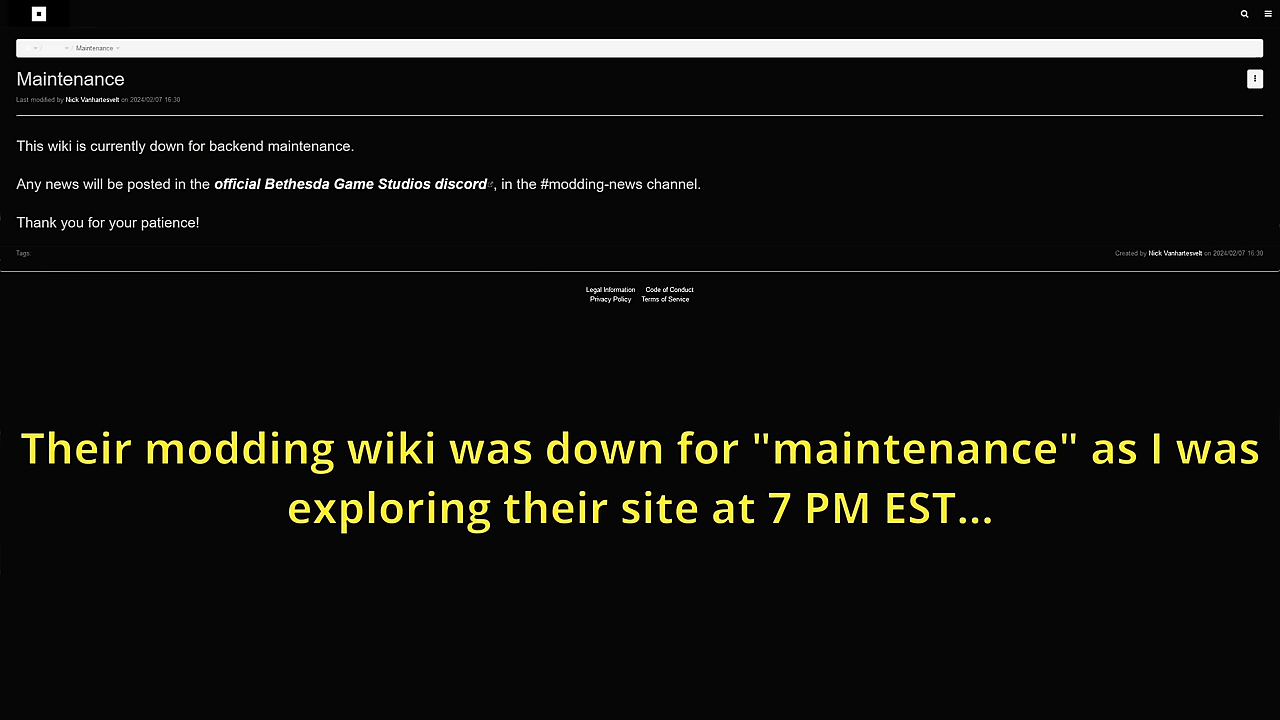 Maintenance
Maintenance
Last modified by Nick Vanhartesvelt on 2024/02/07 16:30
This wiki is currently down for backend maintenance.
Any news will be posted in the official Bethesda Game Studios discord, in the #modding-news channel.
Thank you for your patience!
Tags:
Created by Nick Vanhartesvelt on 2024/02/07 16:30
Legal Information Code of Conduct
Privacy Policy Terms of Service
Their modding wiki was down for "maintenance" as I was
exploring their site at 7 PM EST...